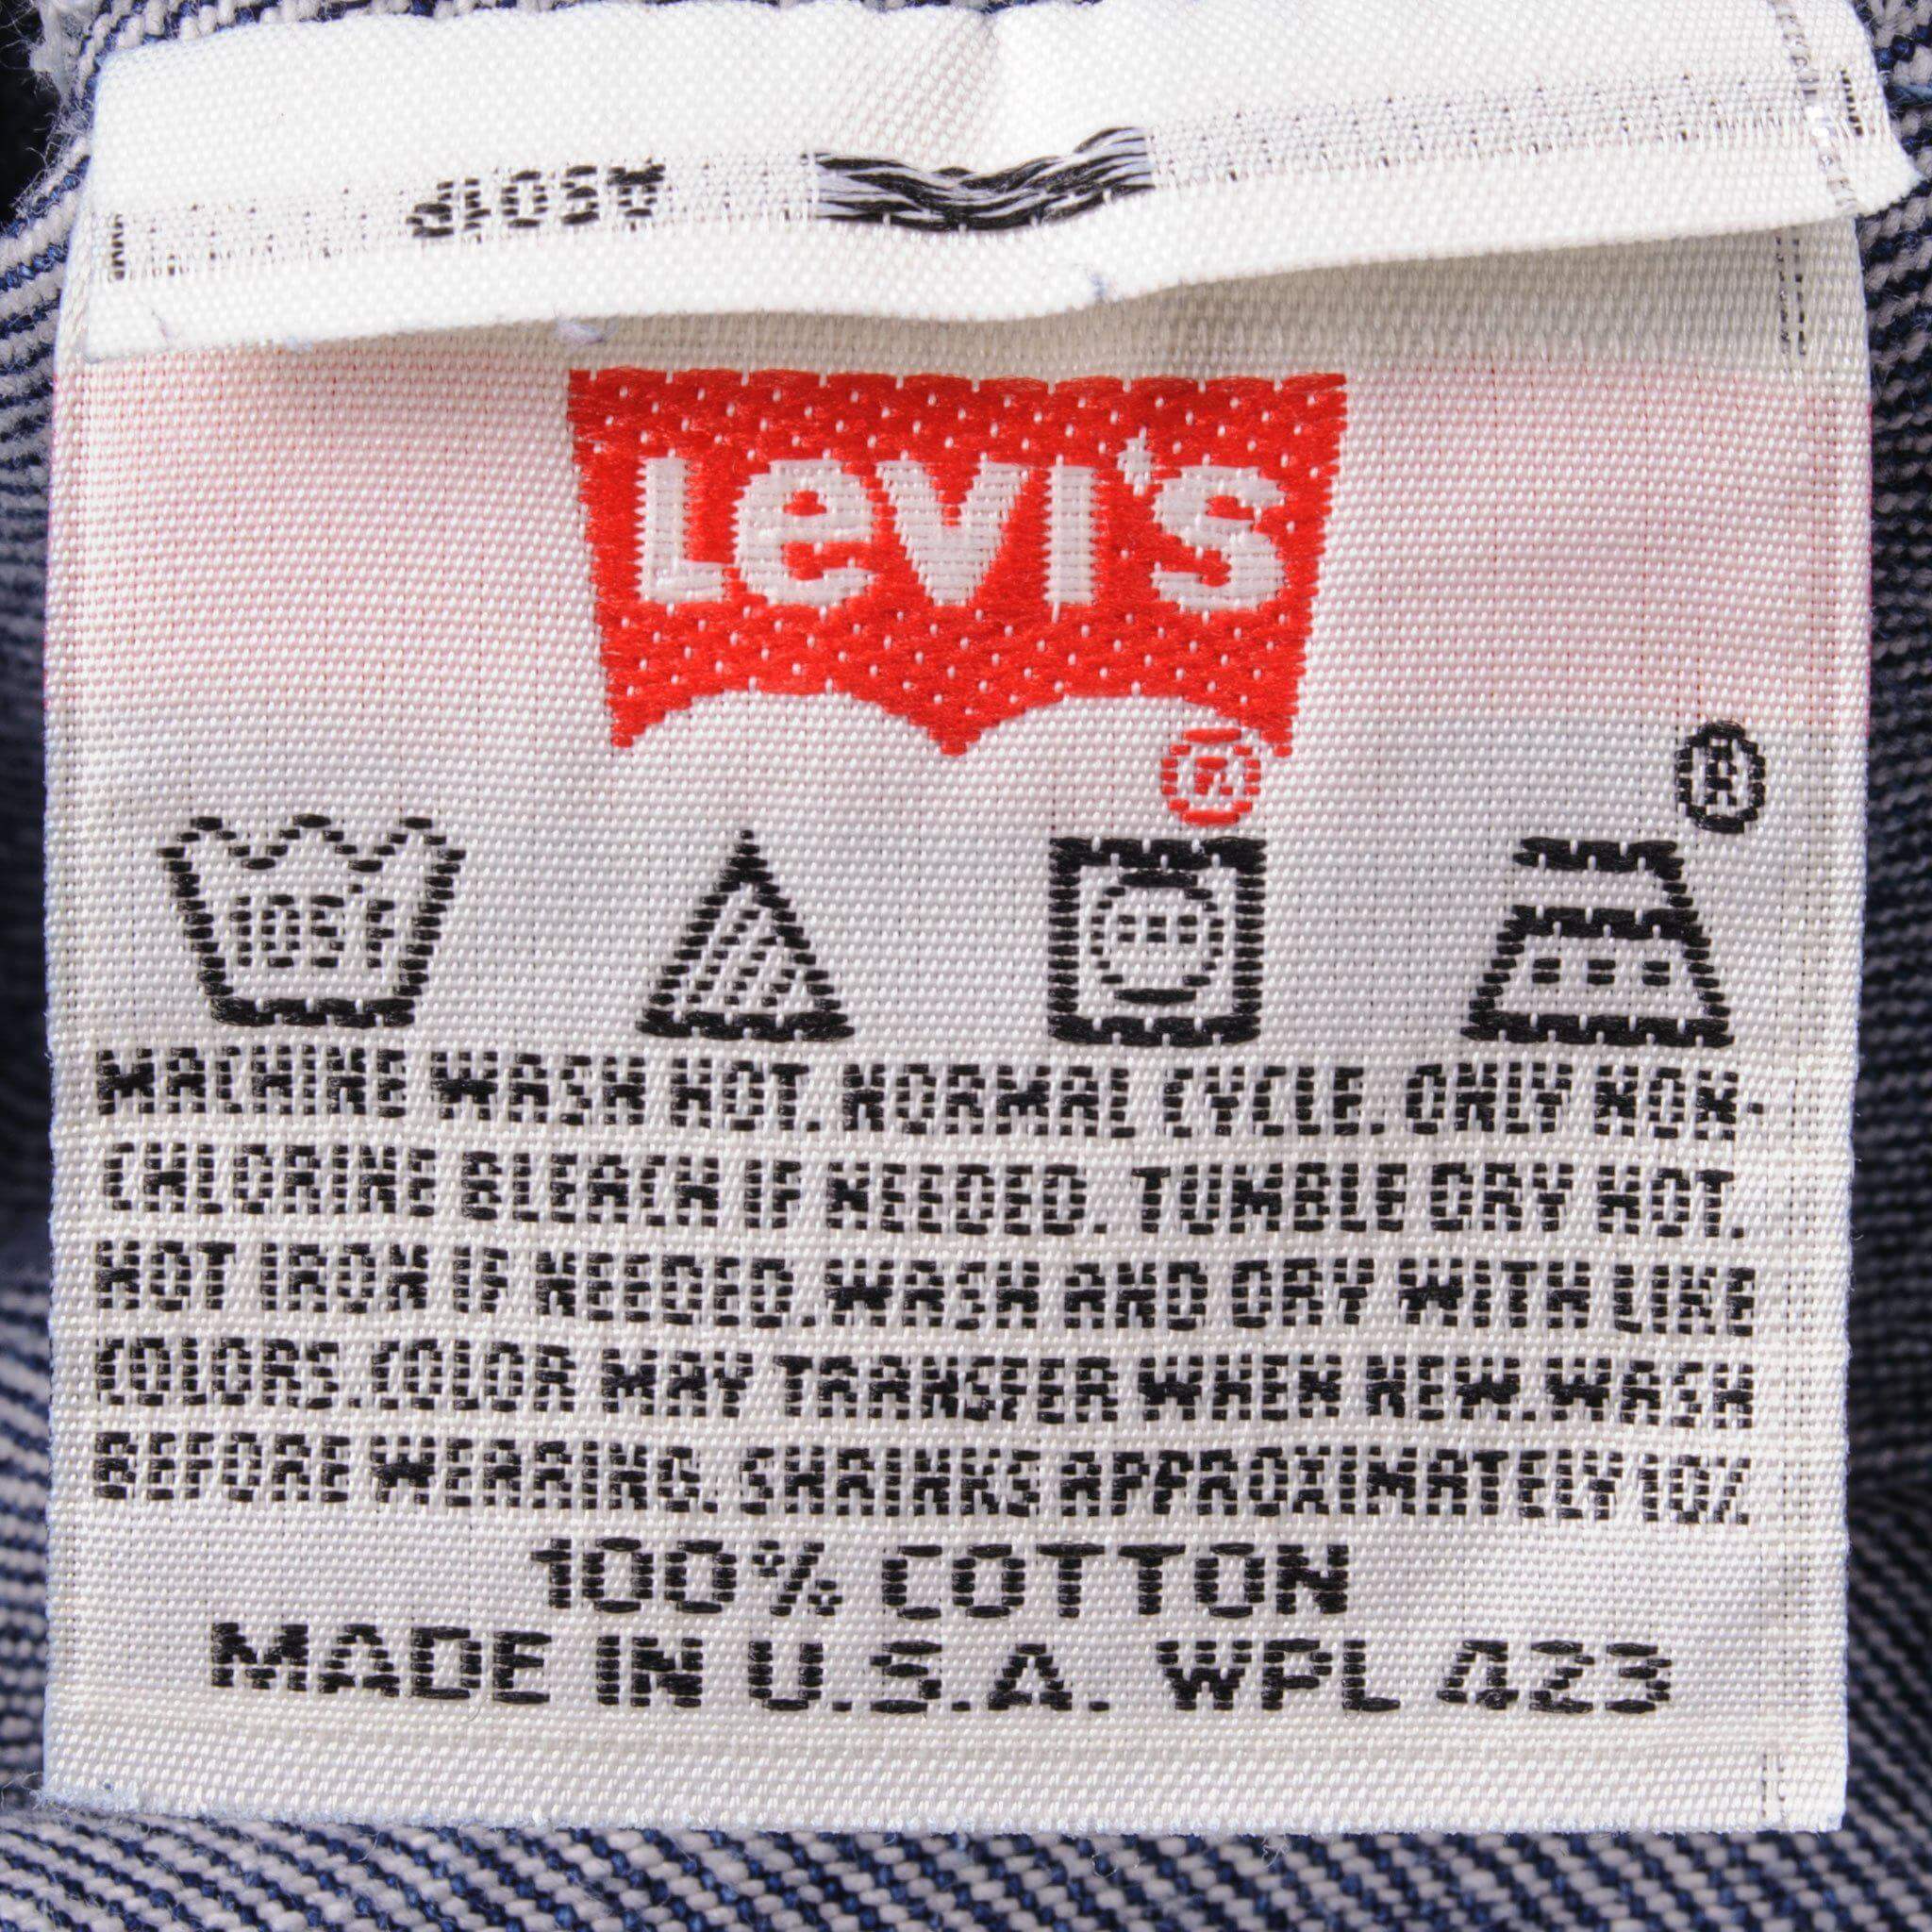 A501P
Levi's
®
®
105°F
MACHINE WASH HOT. NORMAL CYCLE. ONLY NON-
CHLORINE BLEACH IF NEEDED. TUMBLE DRY HOT.
HOT IRON IF NEEDED. WASH AND DRY WITH LIKE
COLORS. COLOR MAY TRANSFER WHEN NEW. WASH
BEFORE WEARING. SHRINKS APPROXIMATELY 10%
100% COTTON
MADE IN U.S.A. WPL 423